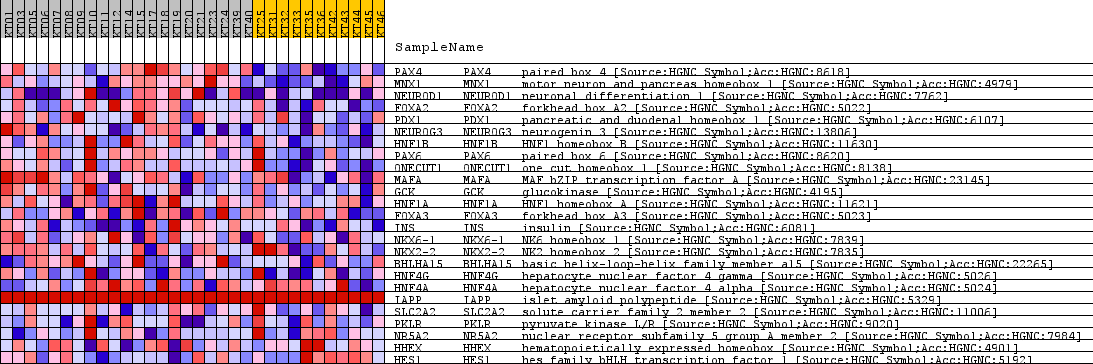 KT01 KT03 KT05 KT06 KT07 KT08 KT09 KT10 KT11 KT14 KT15 KT16 KT17 KT18 KT19 KT20 KT21 KT23 KT24 KT39 KT40 KT25 KT31 KT32 KT33 KT35 KT36 KT42 KT43 KT44 KT45 KT46
SampleName
PAX4 PAX4 paired box 4 [Source:HGNC Symbol;Acc:HGNC:8618]
MNX1 MNX1 motor neuron and pancreas homeobox 1 [Source:HGNC Symbol;Acc:HGNC:4979]
NEUROD1 NEUROD1 neuronal differentiation 1 [Source:HGNC Symbol;Acc:HGNC:7762]
FOXA2 FOXA2 forkhead box A2 [Source:HGNC Symbol;Acc:HGNC:5022]
PDX1 PDX1 pancreatic and duodenal homeobox 1 [Source:HGNC Symbol;Acc:HGNC:6107]
NEUROG3 NEUROG3 neurogenin 3 [Source:HGNC Symbol;Acc:HGNC:13806]
HNF1B HNF1B HNF1 homeobox B [Source:HGNC Symbol;Acc:HGNC:11630]
PAX6 PAX6 paired box 6 [Source:HGNC Symbol;Acc:HGNC:8620]
ONECUT1 ONECUT1 one cut homeobox 1 [Source:HGNC Symbol;Acc:HGNC:8138]
MAFA MAFA MAF bZIP transcription factor A [Source:HGNC Symbol;Acc:HGNC:23145]
GCK GCK glucokinase [Source:HGNC Symbol;Acc:HGNC:4195]
HNF1A HNF1A HNF1 homeobox A [Source:HGNC Symbol;Acc:HGNC:11621]
FOXA3 FOXA3 forkhead box A3 [Source:HGNC Symbol;Acc:HGNC:5023]
INS INS insulin [Source:HGNC Symbol;Acc:HGNC:6081]
NKX6-1 NKX6-1 NK6 homeobox 1 [Source:HGNC Symbol;Acc:HGNC:7839]
NKX2-2 NKX2-2 NK2 homeobox 2 [Source:HGNC Symbol;Acc:HGNC:7835]
BHLHA15 BHLHA15 basic helix-loop-helix family member a15 [Source:HGNC Symbol;Acc:HGNC:22265]
HNF4G HNF4G hepatocyte nuclear factor 4 gamma [Source:HGNC Symbol;Acc:HGNC:5026]
HNF4A HNF4A hepatocyte nuclear factor 4 alpha [Source:HGNC Symbol;Acc:HGNC:5024]
IAPP IAPP islet amyloid polypeptide [Source:HGNC Symbol;Acc:HGNC:5329]
SLC2A2 SLC2A2 solute carrier family 2 member 2 [Source:HGNC Symbol;Acc:HGNC:11006]
PKLR PKLR pyruvate kinase L/R [Source:HGNC Symbol;Acc:HGNC:9020]
NR5A2 NR5A2 nuclear receptor subfamily 5 group A member 2 [Source:HGNC Symbol;Acc:HGNC:7984]
HHEX HHEX hematopoietically expressed homeobox [Source:HGNC Symbol;Acc:HGNC:4901]
HES1 HES1 hes family bHLH transcription factor 1 [Source:HGNC Symbol;Acc:HGNC:5192]